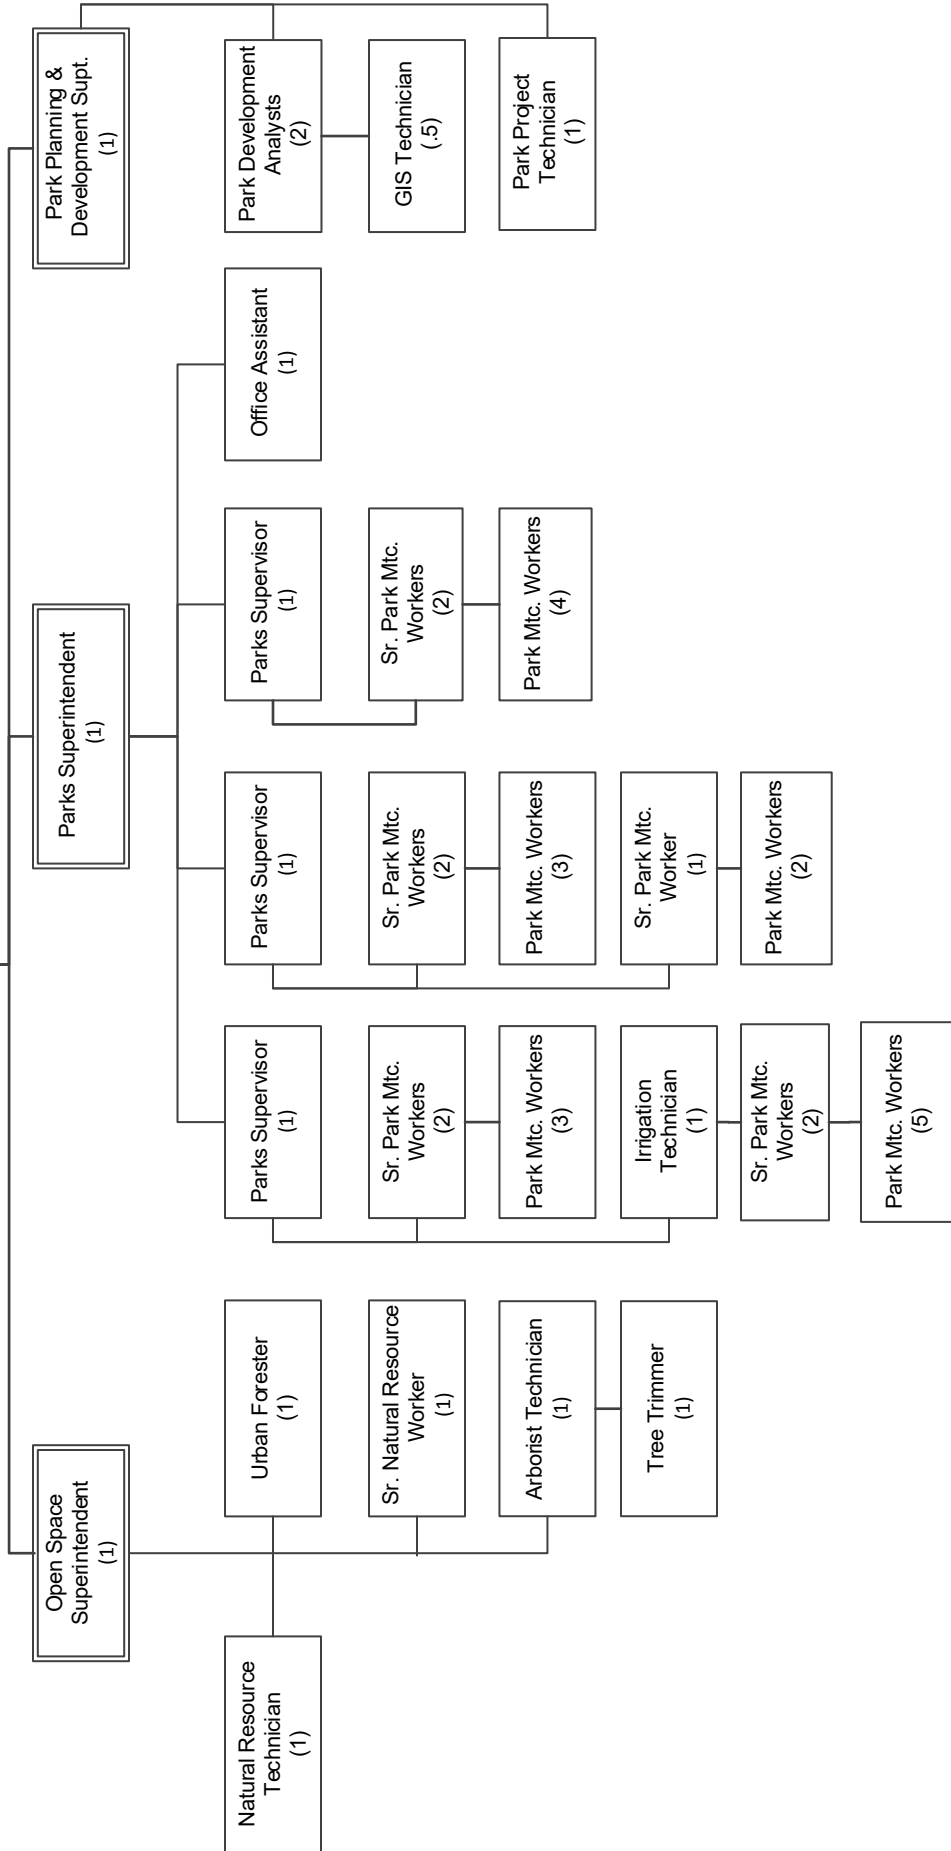 Open Space
Superintendent
(1)
Parks Superintendent
(1)
Park Planning &
Development Supt.
(1)
Natural Resource
Technician
(1)
Urban Forester
(1)
Parks Supervisor
(1)
Parks Supervisor
(1)
Parks Supervisor
(1)
Office Assistant
(1)
Park Development
Analysts
(2)
Sr. Natural Resource
Worker
(1)
Sr. Park Mtc.
Workers
(2)
Sr. Park Mtc.
Workers
(2)
Sr. Park Mtc.
Workers
(2)
GIS Technician
(.5)
Arborist Technician
(1)
Park Mtc. Workers
(3)
Park Mtc. Workers
(3)
Park Mtc. Workers
(4)
Park Project
Technician
(1)
Tree Trimmer
(1)
Irrigation
Technician
(1)
Sr. Park Mtc.
Worker
(1)
Sr. Park Mtc.
Workers
(2)
Park Mtc. Workers
(2)
Park Mtc. Workers
(5)